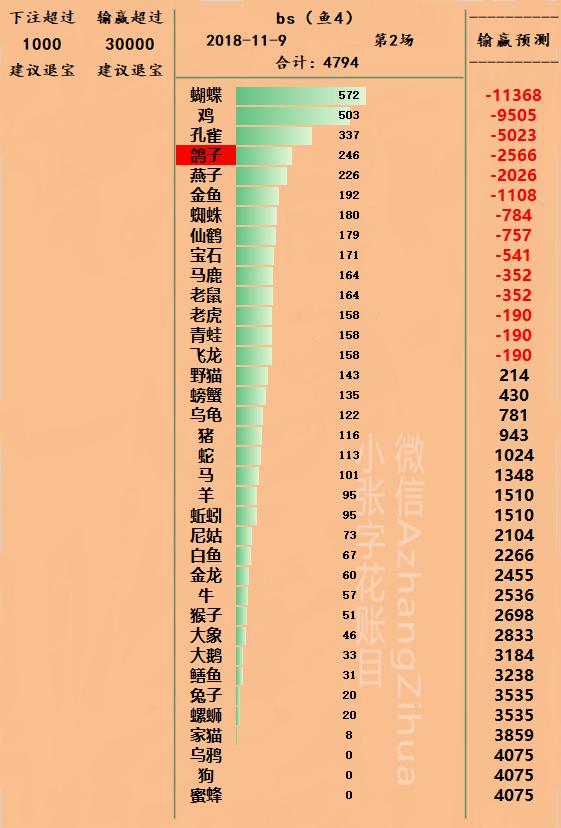 下注超过 输赢超过
1000 30000
建议退宝 建议退宝
bs（鱼4）
2018-11-9 第2场
合计：4794
输赢预测
蝴蝶 572 -11368
鸡 503 -9505
孔雀 337 -5023
鸽子 246 -2566
燕子 226 -2026
金鱼 192 -1108
蜘蛛 180 -784
仙鹤 179 -757
宝石 171 -541
马鹿 164 -352
老鼠 164 -352
老虎 158 -190
青蛙 158 -190
飞龙 158 -190
野猫 143 214
螃蟹 135 430
乌龟 122 781
猪 116 943
蛇 113 1024
马 101 1348
羊 95 1510
蚯蚓 95 1510
尼姑 73 2104
白鱼 67 2266
金龙 60 2455
牛 57 2536
猴子 51 2698
大象 46 2833
大鹅 33 3184
鳝鱼 31 3238
兔子 20 3535
螺蛳 20 3535
家猫 8 3859
乌鸦 0 4075
狗 0 4075
蜜蜂 0 4075
微信AzhangZihua
小张字花账目